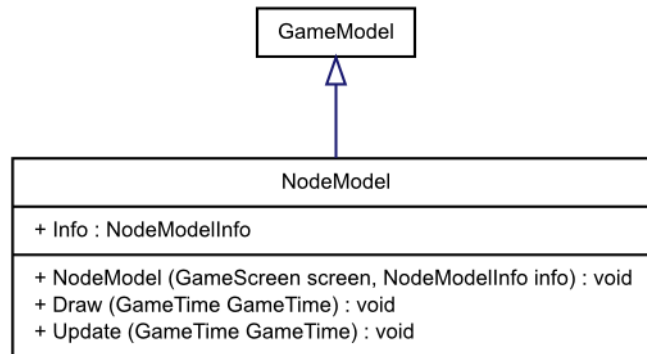 GameModel
NodeModel
+ Info : NodeModelInfo
+ NodeModel (GameScreen screen, NodeModelInfo info) : void
+ Draw (GameTime GameTime) : void
+ Update (GameTime GameTime) : void